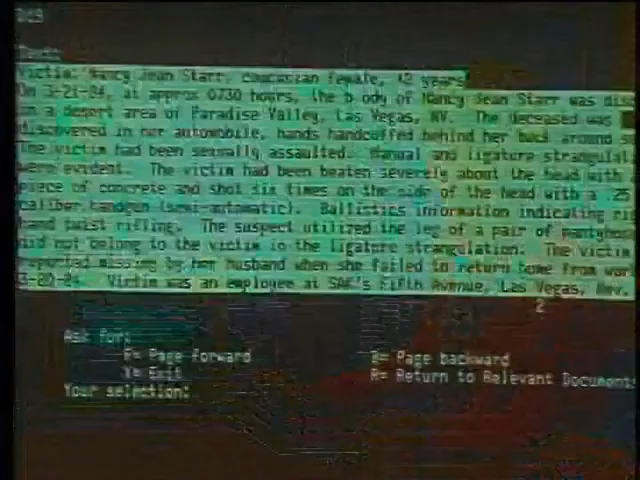 Text:
Victim: Nancy Jean Starr, caucasian female, 42 years
On 3-21-84, at approx 0730 hours, the body of Nancy Jean Starr was dis
in a desert area of Paradise Valley, Las Vegas, NV. The deceased was
discovered in her automobile, hands handcuffed behind her back around s
The victim had been sexually assaulted. Manual and ligature strangulat
were evident. The victim had been beaten severely about the head with a
piece of concrete and shot six times on the side of the head with a .25
caliber handgun (semi-automatic). Ballistics information indicating ri
hand twist rifling. The suspect utilized the leg of a pair of pantyhose
did not belong to the victim in the ligature strangulation. The victim
reported missing by her husband when she failed to return home from work
3-20-84. Victim was an employee at SAK's Fifth Avenue, Las Vegas, Nev.
2
Ask for:
F= Page forward B= Page backward
X= Exit R= Return to Relevant Document
Your selection: